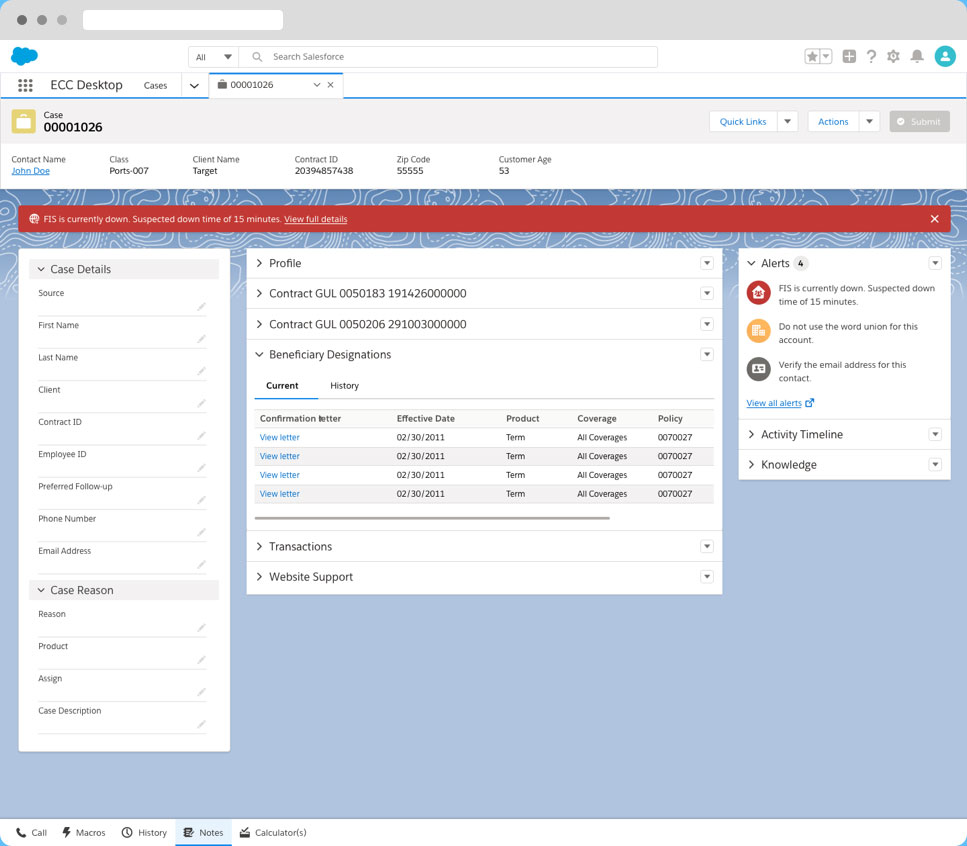 All
Search Salesforce
ECC Desktop
Cases
00001026
Case
00001026
Quick Links
Actions
Submit
Contact Name
Class
Client Name
Contract ID
Zip Code
Customer Age
John Doe
Ports-007
Target
20394857438
55555
53
FIS is currently down. Suspected down time of 15 minutes. View full details
Case Details
Source
First Name
Last Name
Client
Contract ID
Employee ID
Preferred Follow-up
Phone Number
Email Address
Case Reason
Reason
Product
Assign
Case Description
Profile
Contract GUL 0050183 191426000000
Contract GUL 0050206 291003000000
Beneficiary Designations
Current
History
Confirmation letter Effective Date Product Coverage Policy
View letter 02/30/2011 Term All Coverages 0070027
View letter 02/30/2011 Term All Coverages 0070027
View letter 02/30/2011 Term All Coverages 0070027
View letter 02/30/2011 Term All Coverages 0070027
Transactions
Website Support
Alerts 4
FIS is currently down. Suspected down
time of 15 minutes.
Do not use the word union for this
account.
Verify the email address for this
contact.
View all alerts
Activity Timeline
Knowledge
Call
Macros
History
Notes
Calculator(s)